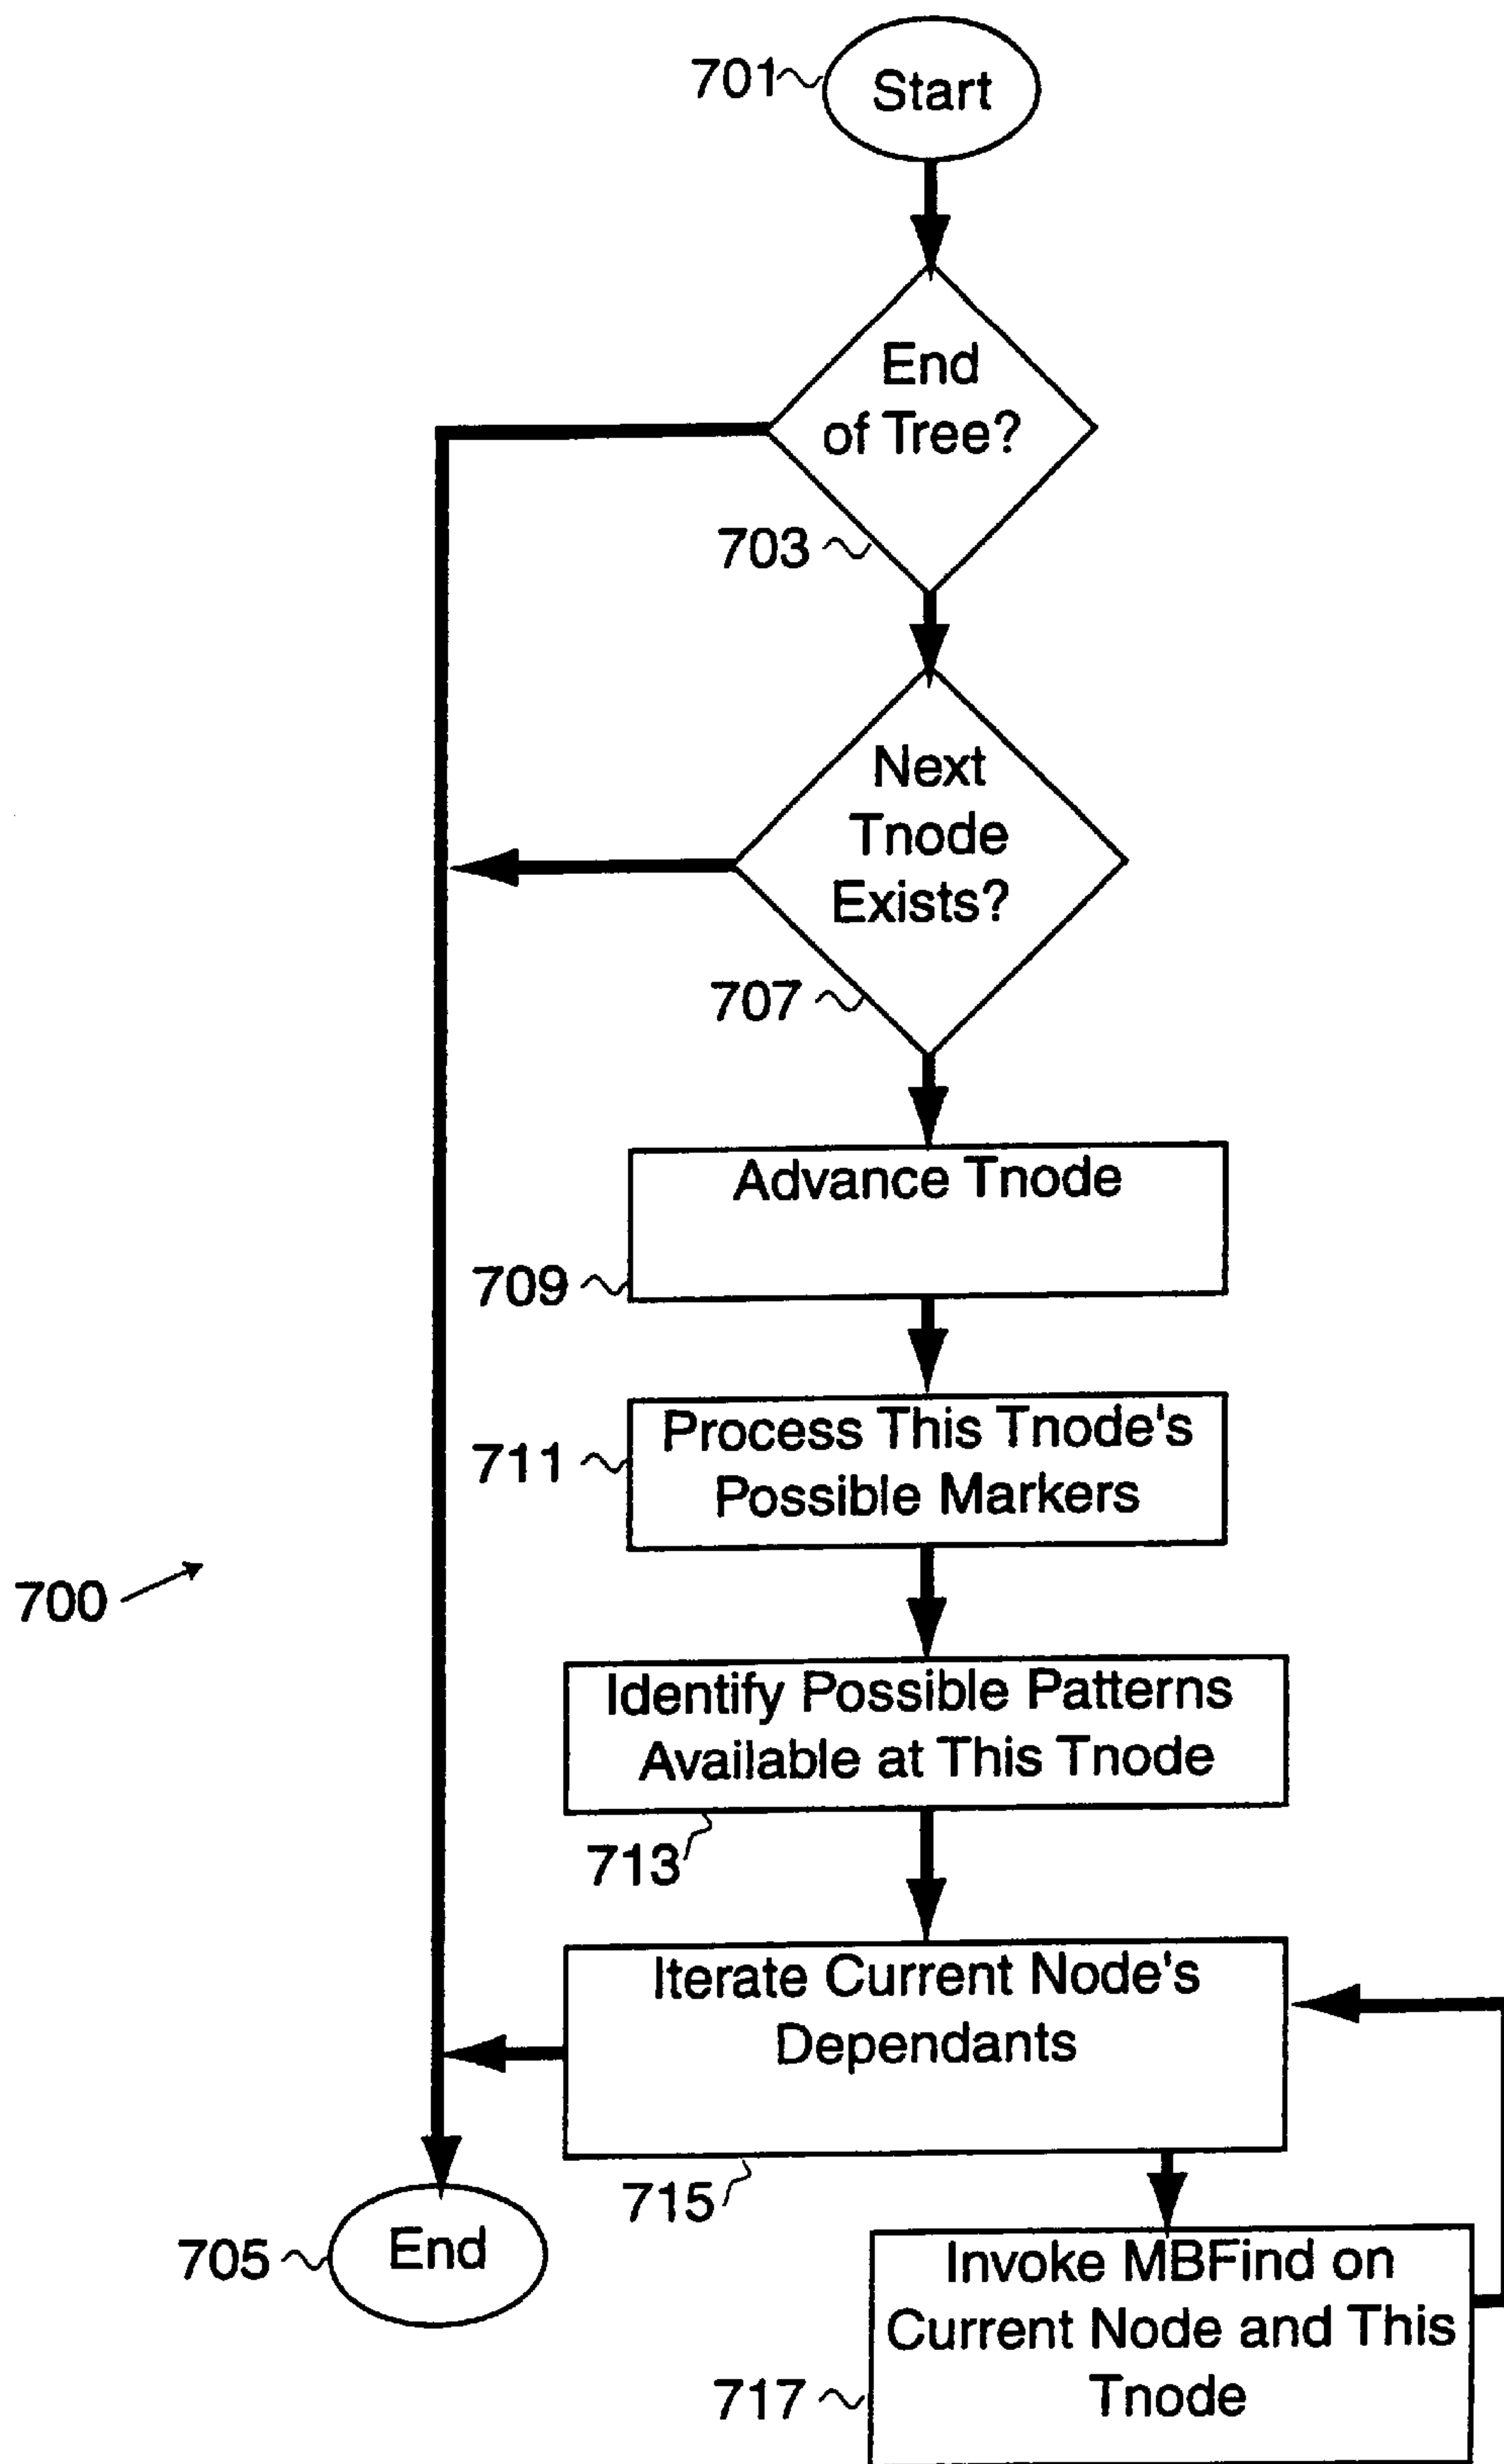 701
Start
End
of Tree?
703
Next
Tnode
Exists?
707
Advance Tnode
709
Process This Tnode's
Possible Markers
711
700
Identify Possible Patterns
Available at This Tnode
713
Iterate Current Node's
Dependants
715
705
End
Invoke MBFind on
Current Node and This
Tnode
717